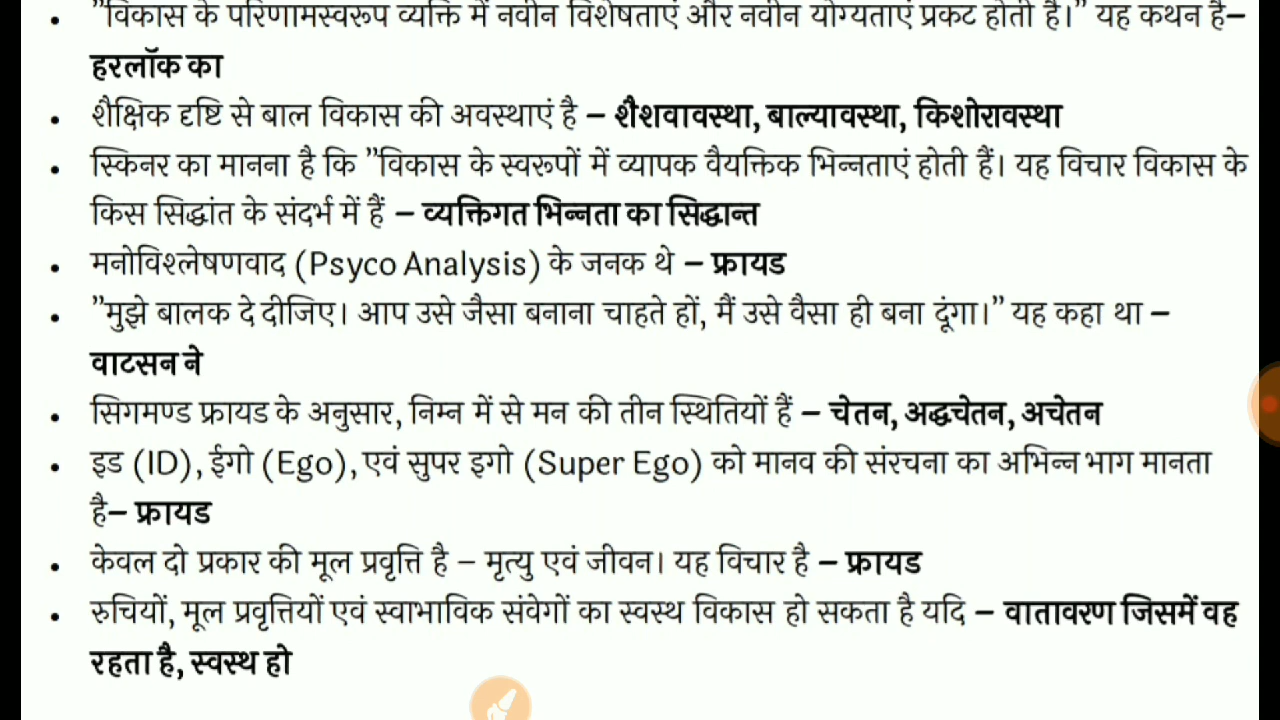 ”विकास के परिणामस्वरूप व्यक्ति में नवीन विशेषताएं और नवीन योग्यताएं प्रकट होती है।” यह कथन है–
हरलॉक का
शैक्षिक दृष्टि से बाल विकास की अवस्थाएं है – शैशवावस्था, बाल्यावस्था, किशोरावस्था
स्किनर का मानना है कि ”विकास के स्वरूपों में व्यापक वैयक्तिक भिन्नताएं होती हैं। यह विचार विकास के
किस सिद्धांत के संदर्भ में हैं – व्यक्तिगत भिन्नता का सिद्धान्त
मनोविश्लेषणवाद (Psyco Analysis) के जनक थे – फ्रायड
”मुझे बालक दे दीजिए। आप उसे जैसा बनाना चाहते हों, मैं उसे वैसा ही बना दूंगा।” यह कहा था –
वाटसन ने
सिगमण्ड फ्रायड के अनुसार, निम्न में से मन की तीन स्थितियों हैं – चेतन, अद्धचेतन, अचेतन
इड (ID), ईगो (Ego), एवं सुपर इगो (Super Ego) को मानव की संरचना का अभिन्न भाग मानता
है– फ्रायड
केवल दो प्रकार की मूल प्रवृत्ति है – मृत्यु एवं जीवन। यह विचार है – फ्रायड
रुचियों, मूल प्रवृत्तियों एवं स्वाभाविक संवेगों का स्वस्थ विकास हो सकता है यदि – वातावरण जिसमें वह
रहता है, स्वस्थ हो